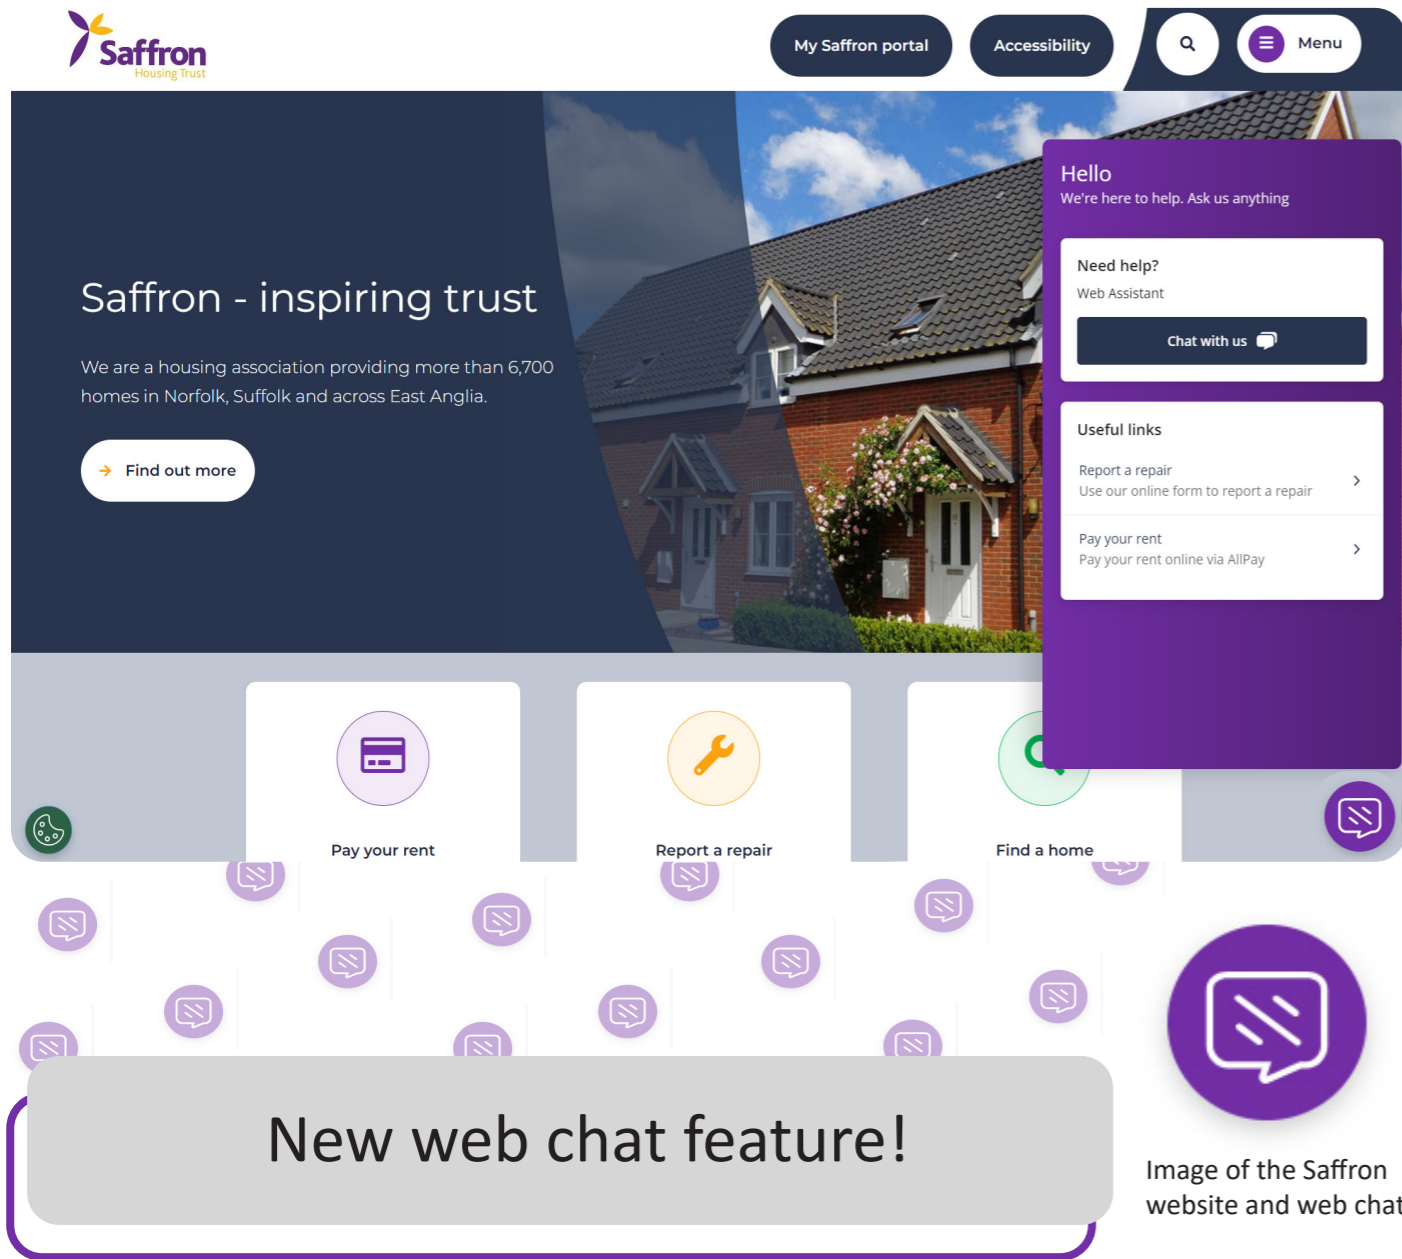 Saffron
Housing Trust
My Saffron portal
Accessibility
Menu
Saffron - inspiring trust
We are a housing association providing more than 6,700
homes in Norfolk, Suffolk and across East Anglia.
Find out more
Hello
We're here to help. Ask us anything
Need help?
Web Assistant
Chat with us
Useful links
Report a repair
Use our online form to report a repair
Pay your rent
Pay your rent online via AllPay
Pay your rent
Report a repair
Find a home
New web chat feature!
Image of the Saffron
website and web chat